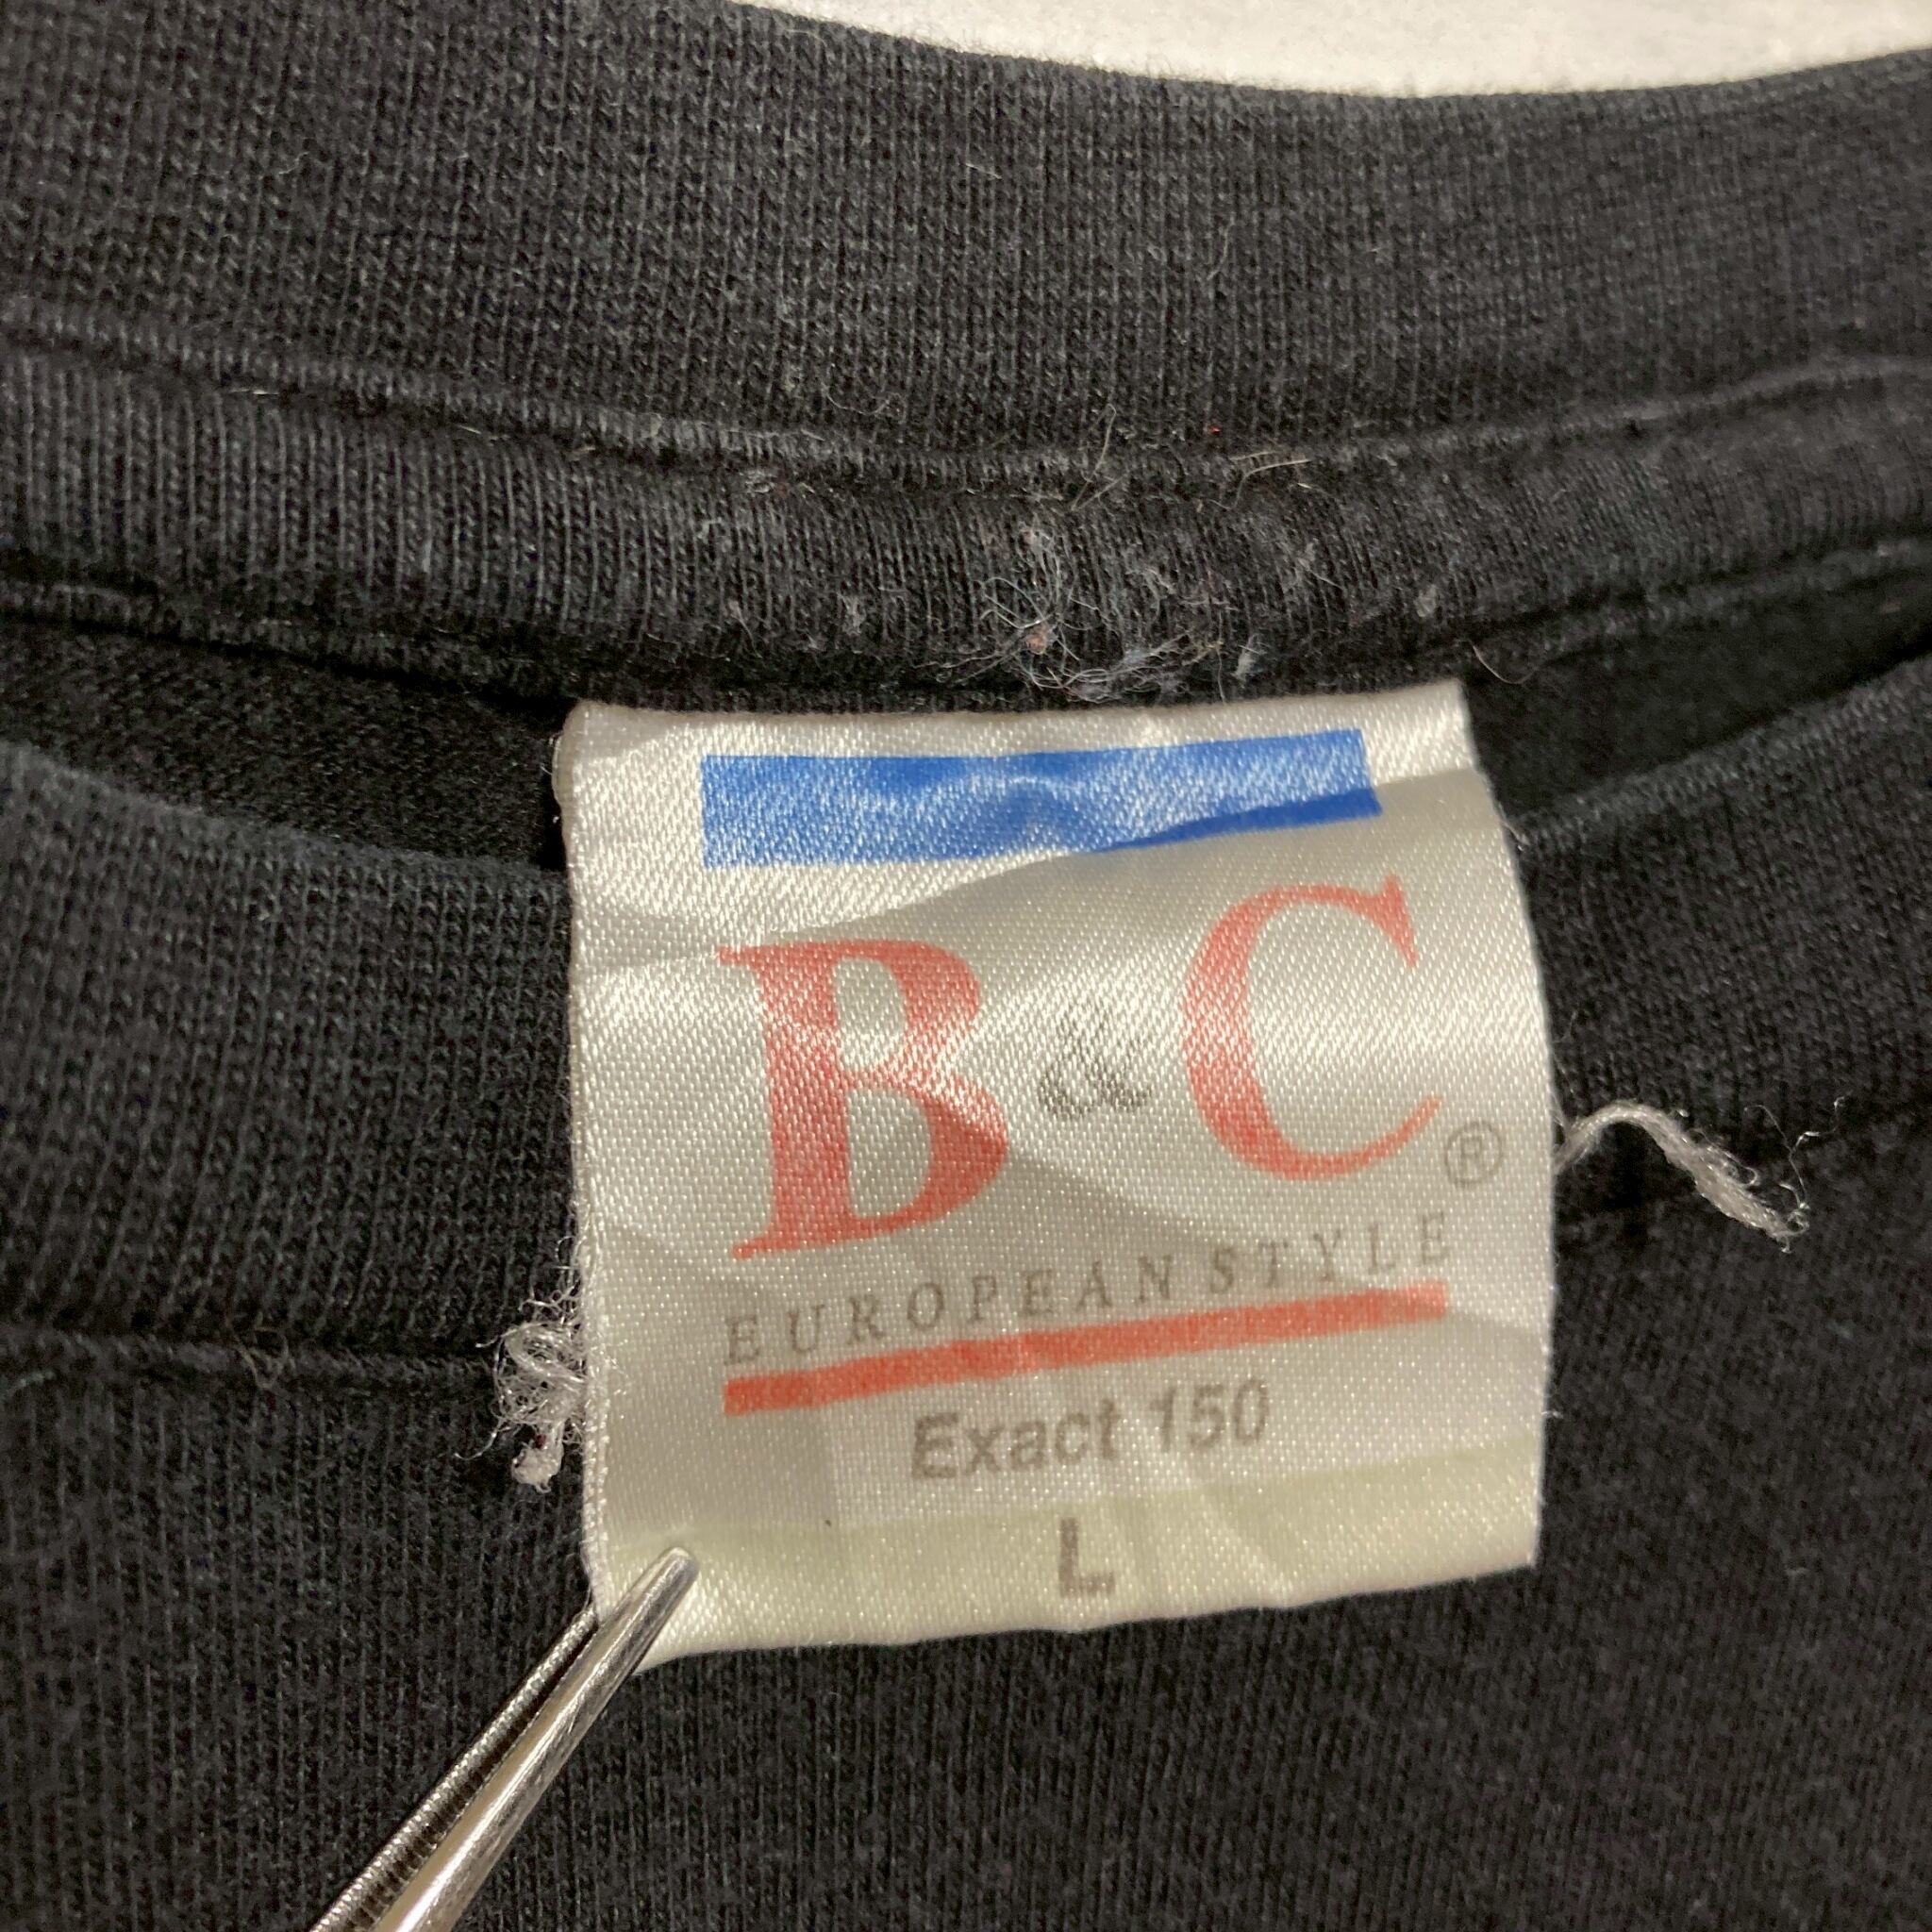 B & C ®
EUROPEAN STYLE
Exact 150
L